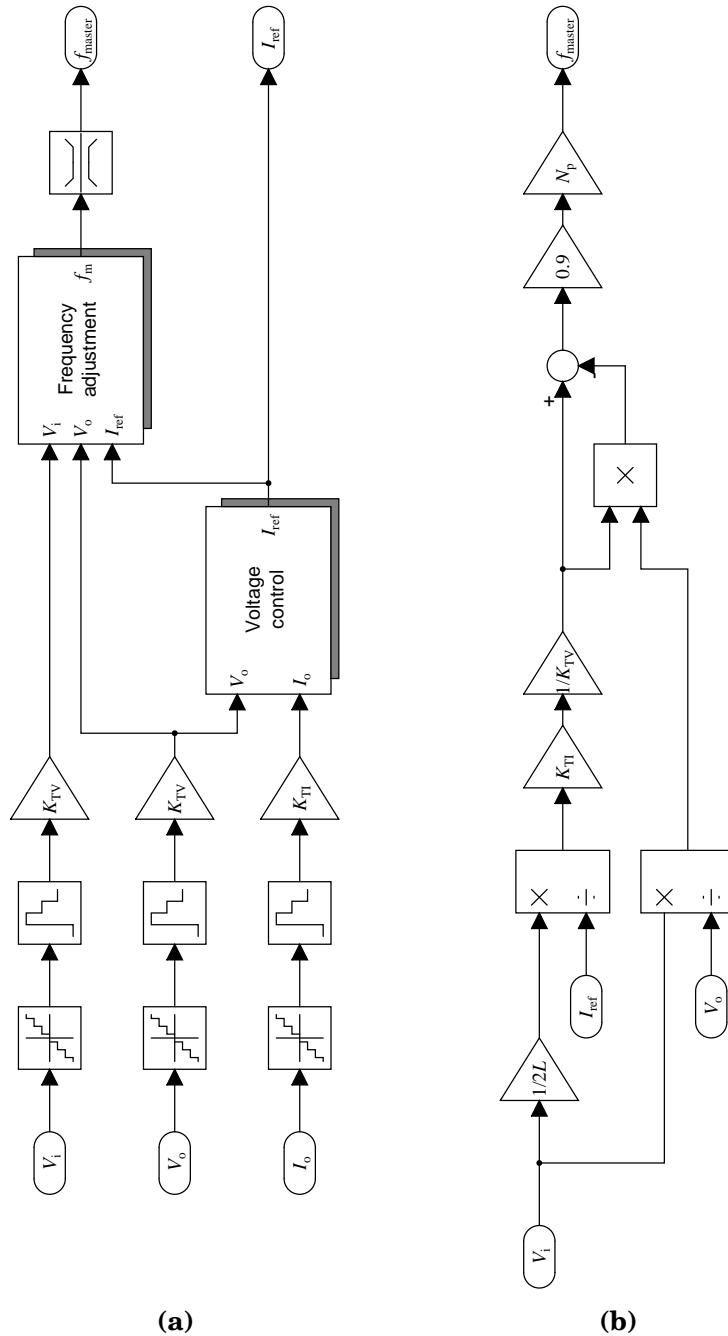 V_i
K_TV
V_i
Frequency
adjustment
f_m
f_master
V_o
K_TV
V_o
I_ref
V_o
Voltage
control
I_ref
I_ref
I_o
K_TI
I_o
(a)
V_i
1/2L
×
÷
I_ref
K_TI
1/K_TV
+
-
0.9
N_p
f_master
×
÷
V_o
×
(b)